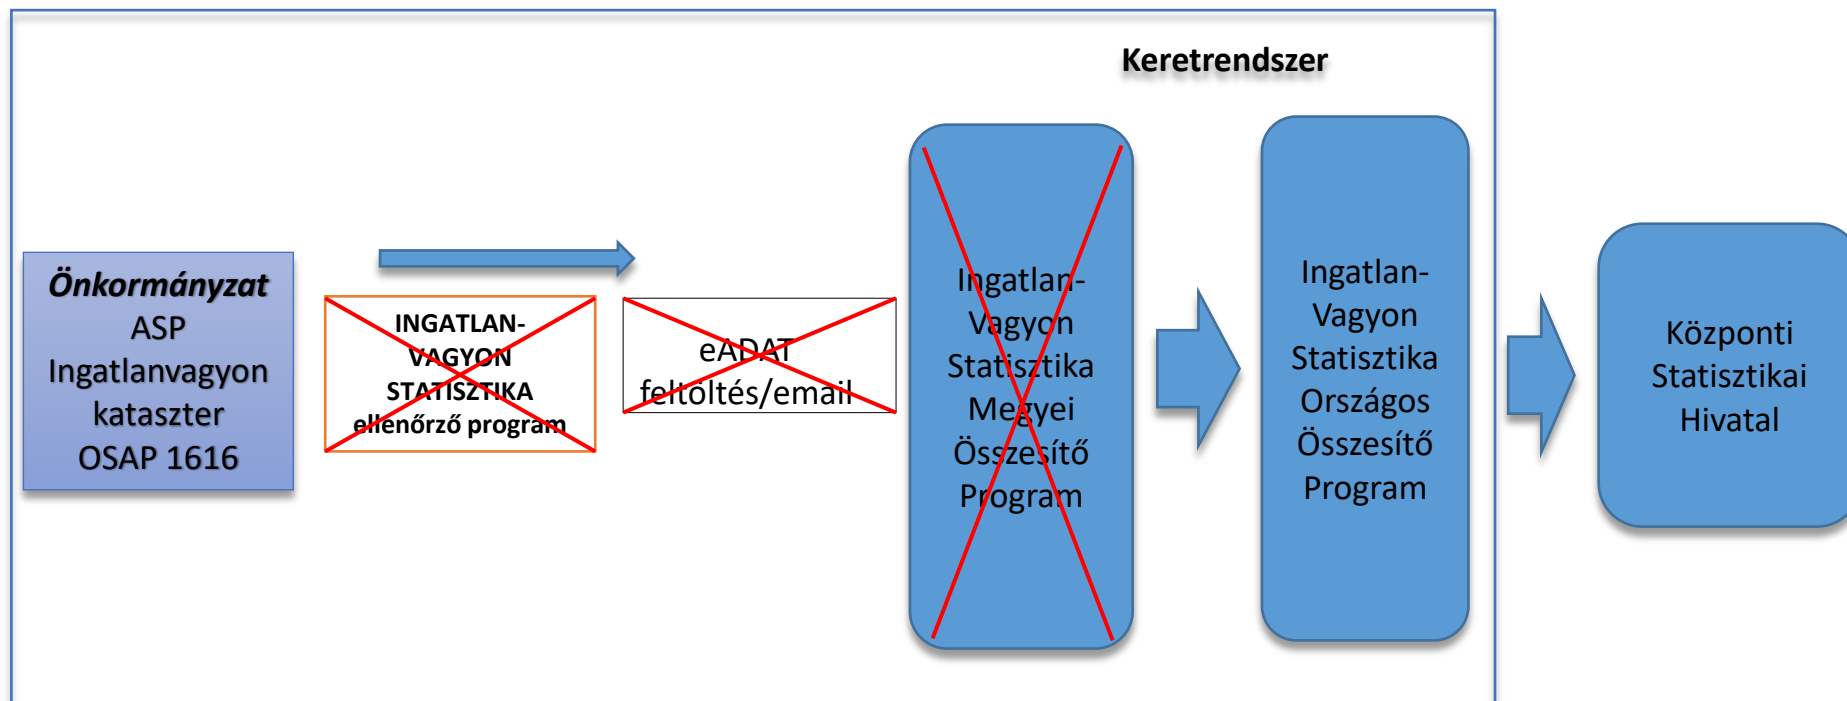 Keretrendszer
Önkormányzat
ASP
Ingatlanvagyon
kataszter
OSAP 1616
INGATLAN-
VAGYON
STATISZTIKA
ellenőrző program
eADAT
feltöltés/email
Ingatlan-
Vagyon
Statisztika
Megyei
Összesítő
Program
Ingatlan-
Vagyon
Statisztika
Országos
Összesítő
Program
Központi
Statisztikai
Hivatal